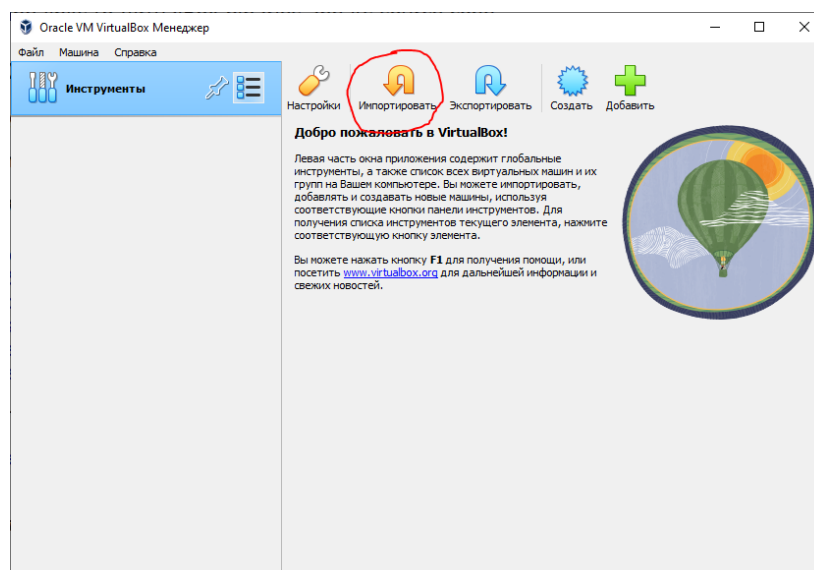 Oracle VM VirtualBox Менеджер
Файл Машина Справка
Инструменты
Настройки Импортировать Экспортировать Создать Добавить
Добро пожаловать в VirtualBox!
Левая часть окна приложения содержит глобальные
инструменты, а также список всех виртуальных машин и их
групп на Вашем компьютере. Вы можете импортировать,
добавлять и создавать новые машины, используя
соответствующие кнопки панели инструментов. Для
получения списка инструментов текущего элемента, нажмите
соответствующую кнопку элемента.
Вы можете нажать кнопку F1 для получения помощи, или
посетить www.virtualbox.org для дальнейшей информации и
свежих новостей.